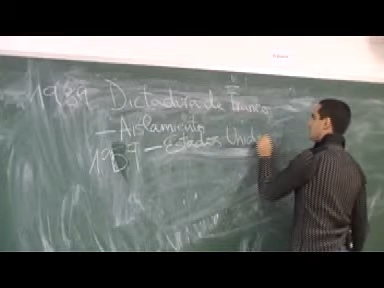 1939 Dictadura de Franco
- Aislamiento
1959 - Estados Unid